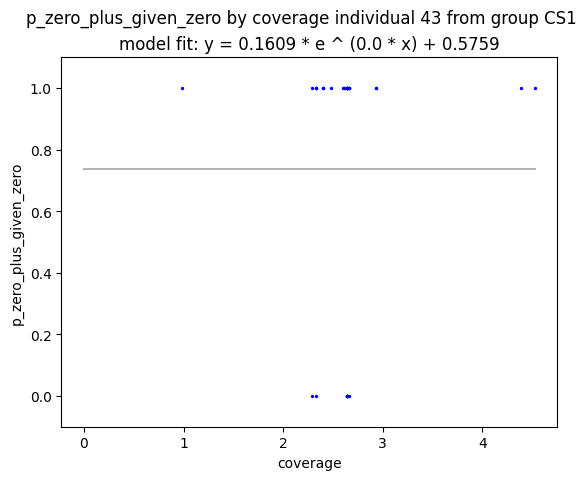 p_zero_plus_given_zero by coverage individual 43 from group CS1
model fit: y = 0.1609 * e ^ (0.0 * x) + 0.5759
1.0
0.8
0.6
0.4
0.2
0.0
p_zero_plus_given_zero
0 1 2 3 4
coverage